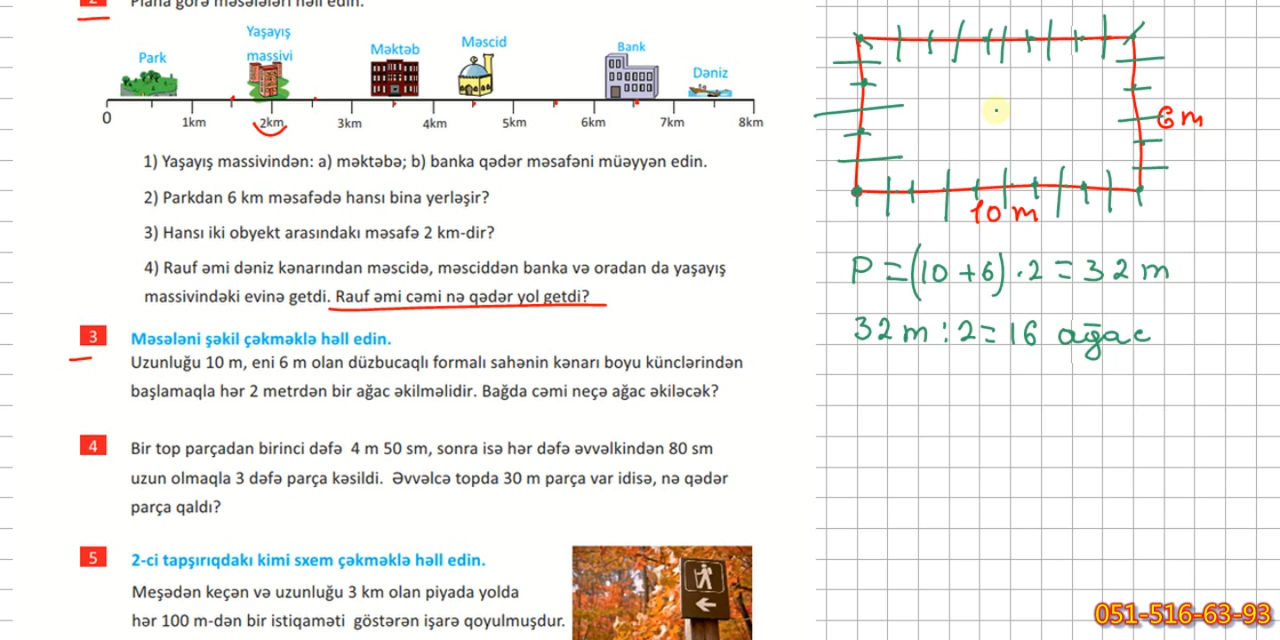 2 Plana görə məsələləri həll edin.
Park
Yaşayış
massivi
Məktəb
Məscid
Bank
Dəniz
0 1km 2km 3km 4km 5km 6km 7km 8km
1) Yaşayış massivindən: a) məktəbə; b) banka qədər məsafəni müəyyən edin.
2) Parkdan 6 km məsafədə hansı bina yerləşir?
3) Hansı iki obyekt arasındakı məsafə 2 km-dir?
4) Rauf əmi dəniz kənarından məscidə, məsciddən banka və oradan da yaşayış
massivindəki evinə getdi. Rauf əmi cəmi nə qədər yol getdi?
3 Məsələni şəkil çəkməklə həll edin.
Uzunluğu 10 m, eni 6 m olan düzbucaqlı formalı sahənin kənarı boyu künclərindən
başlamaqla hər 2 metrdən bir ağac əkilməlidir. Bağda cəmi neçə ağac əkiləcək?
4 Bir top parçadan birinci dəfə 4 m 50 sm, sonra isə hər dəfə əvvəlkindən 80 sm
uzun olmaqla 3 dəfə parça kəsildi. Əvvəlcə topda 30 m parça var idisə, nə qədər
parça qaldı?
5 2-ci tapşırıqdakı kimi sxem çəkməklə həll edin.
Meşədən keçən və uzunluğu 3 km olan piyada yolda
hər 100 m-dən bir istiqaməti göstərən işarə qoyulmuşdur.
6 m
10 m
P = (10 + 6) · 2 = 32 m
32 m : 2 = 16 ağac
051-516-63-93